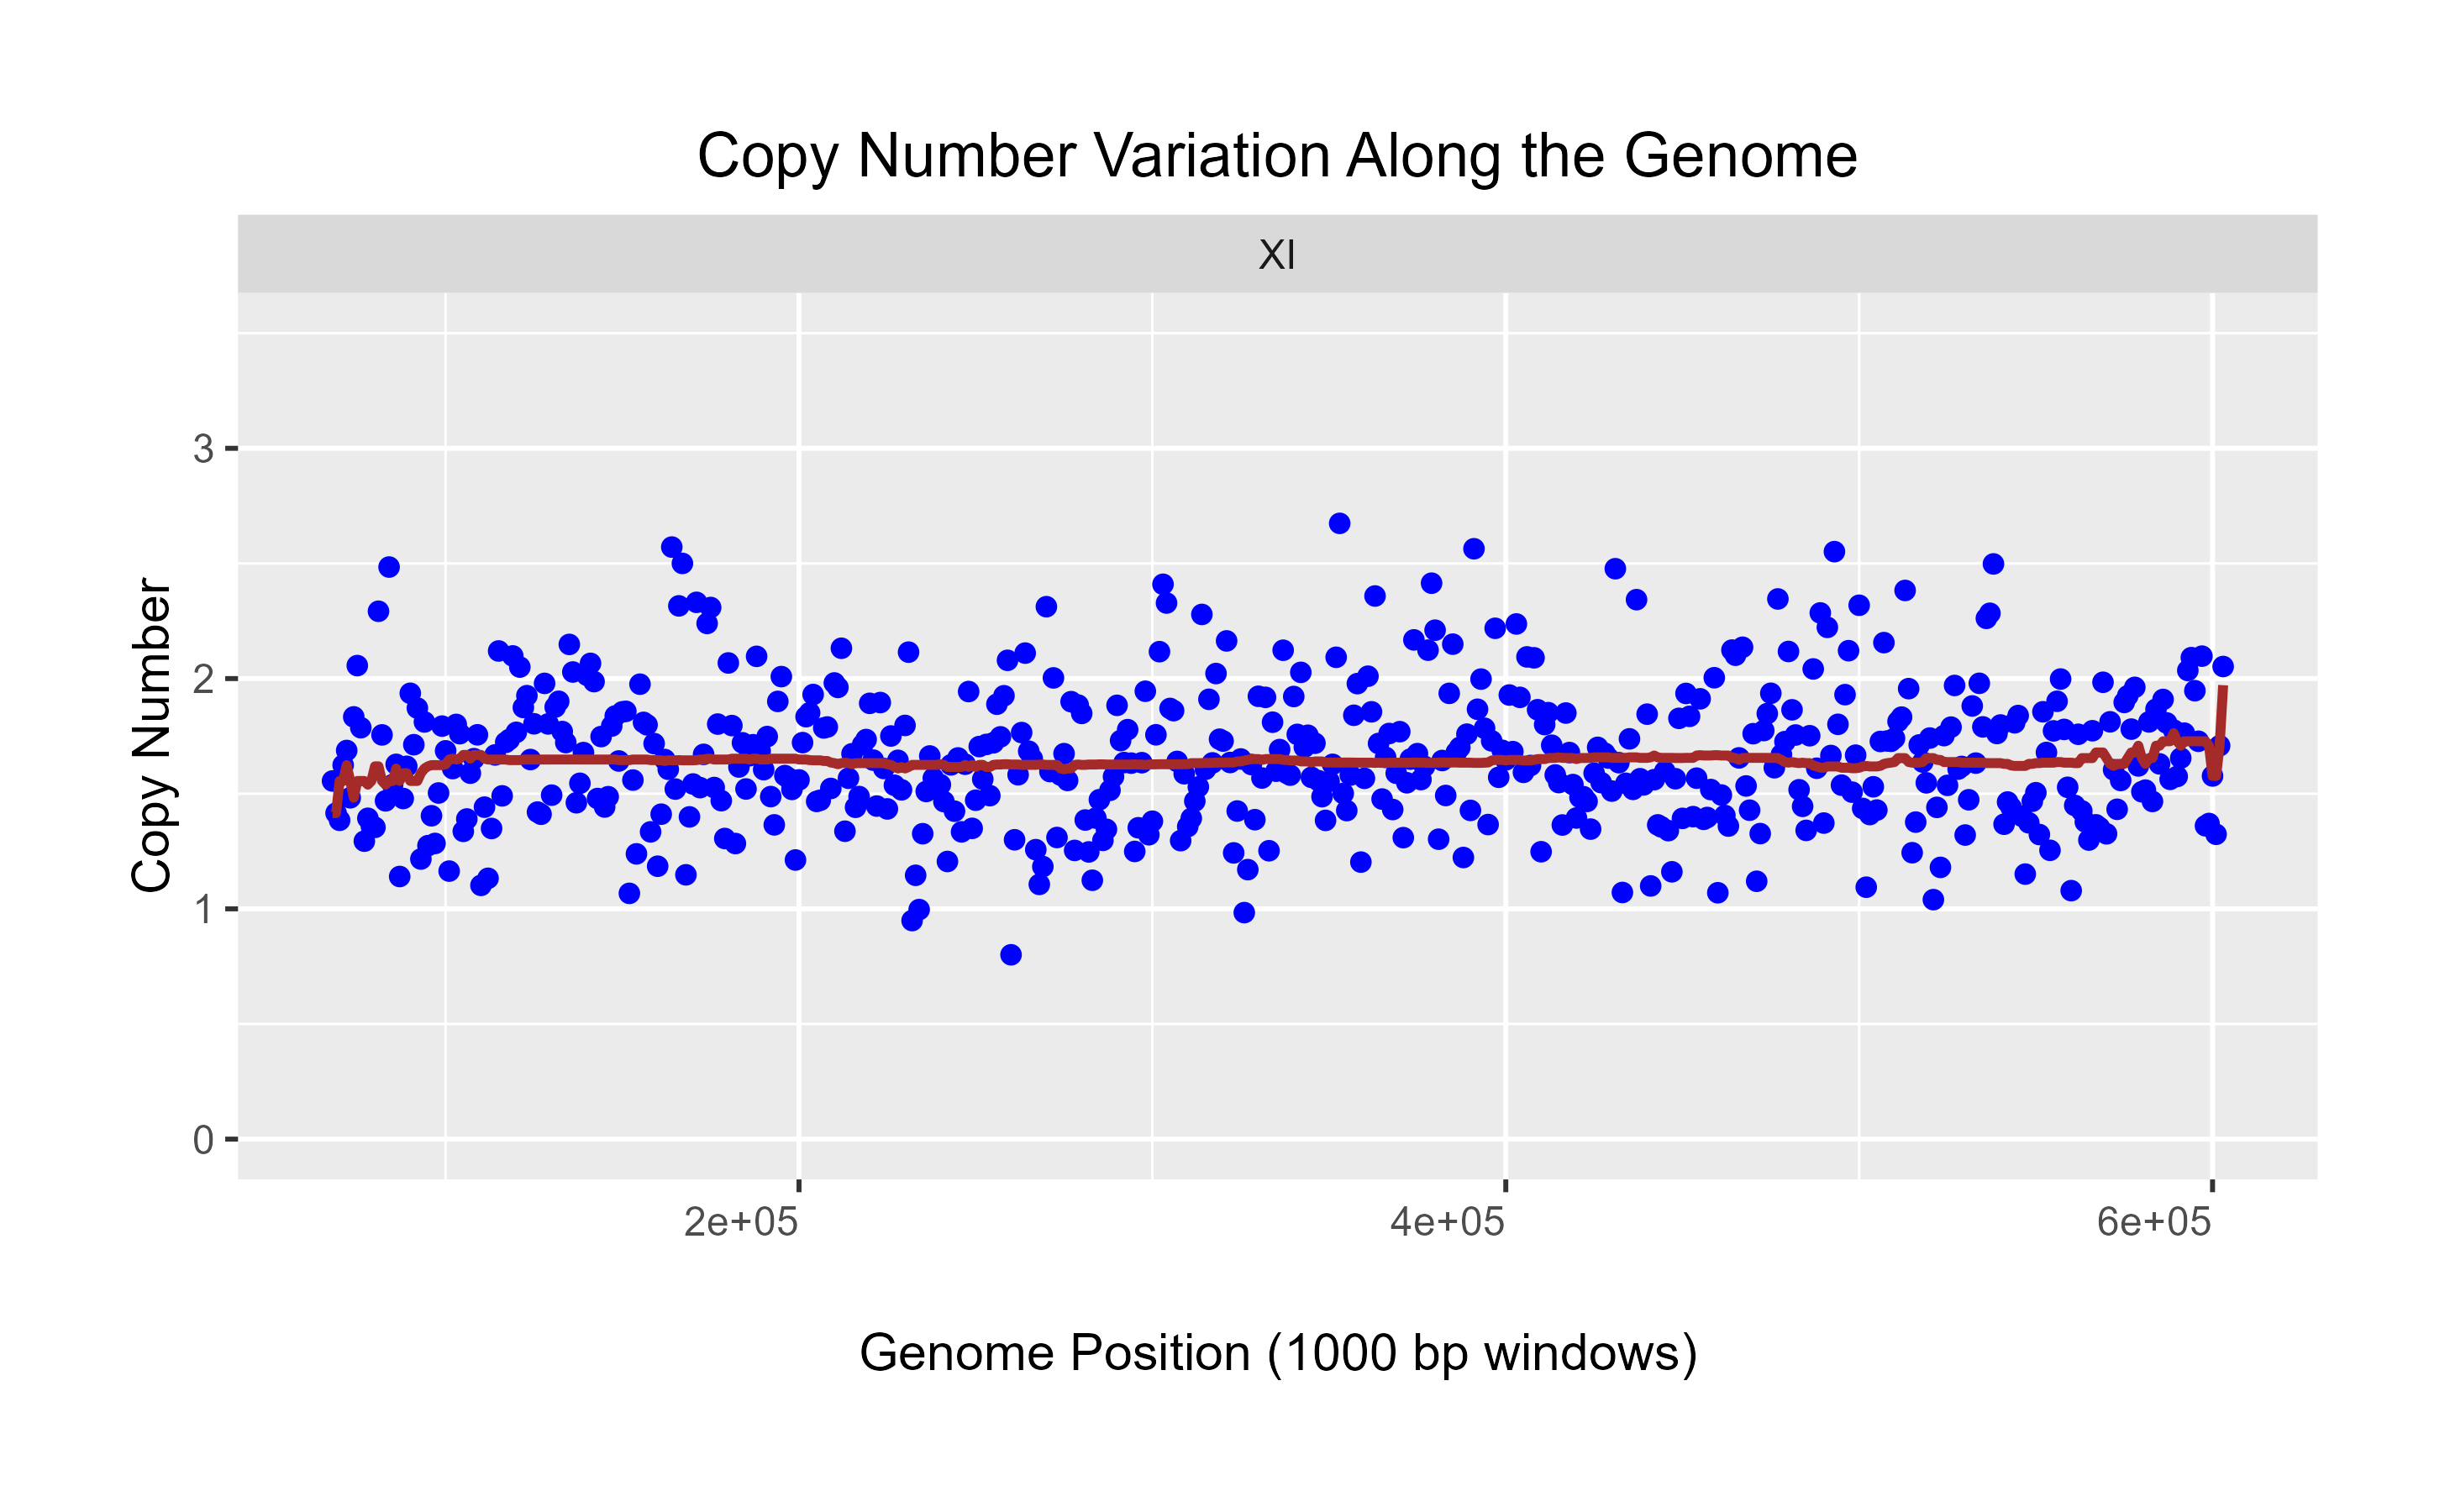 Copy Number Variation Along the Genome
XI
Copy Number
3
2
1
0
2e+05
4e+05
6e+05
Genome Position (1000 bp windows)